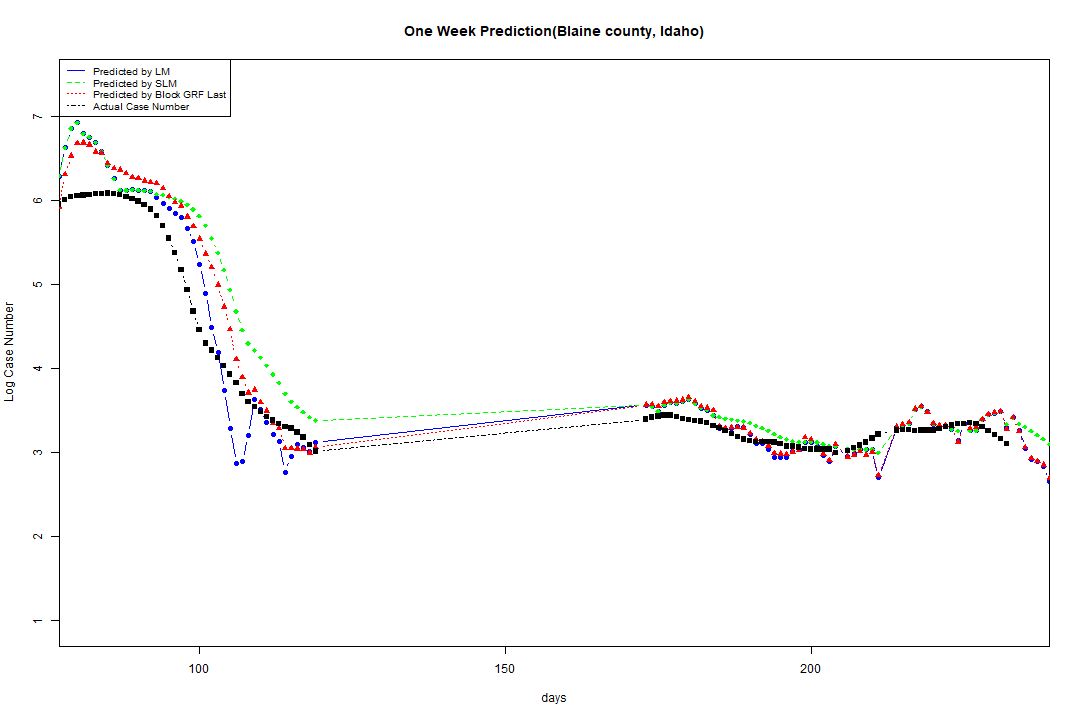 One Week Prediction(Blaine county, Idaho)
Predicted by LM
Predicted by SLM
Predicted by Block GRF Last
Actual Case Number
Log Case Number
7
6
5
4
3
2
1
100 150 200
days